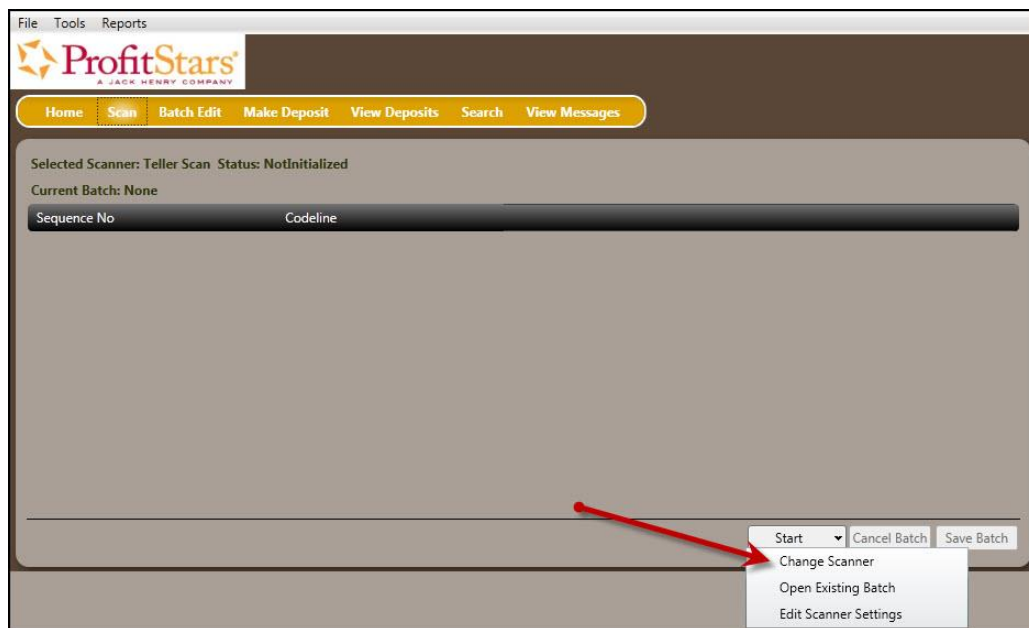 File Tools Reports
ProfitStars®
A JACK HENRY COMPANY
Home Scan Batch Edit Make Deposit View Deposits Search View Messages
Selected Scanner: Teller Scan Status: NotInitialized
Current Batch: None
Sequence No Codeline
Start Cancel Batch Save Batch
Change Scanner
Open Existing Batch
Edit Scanner Settings